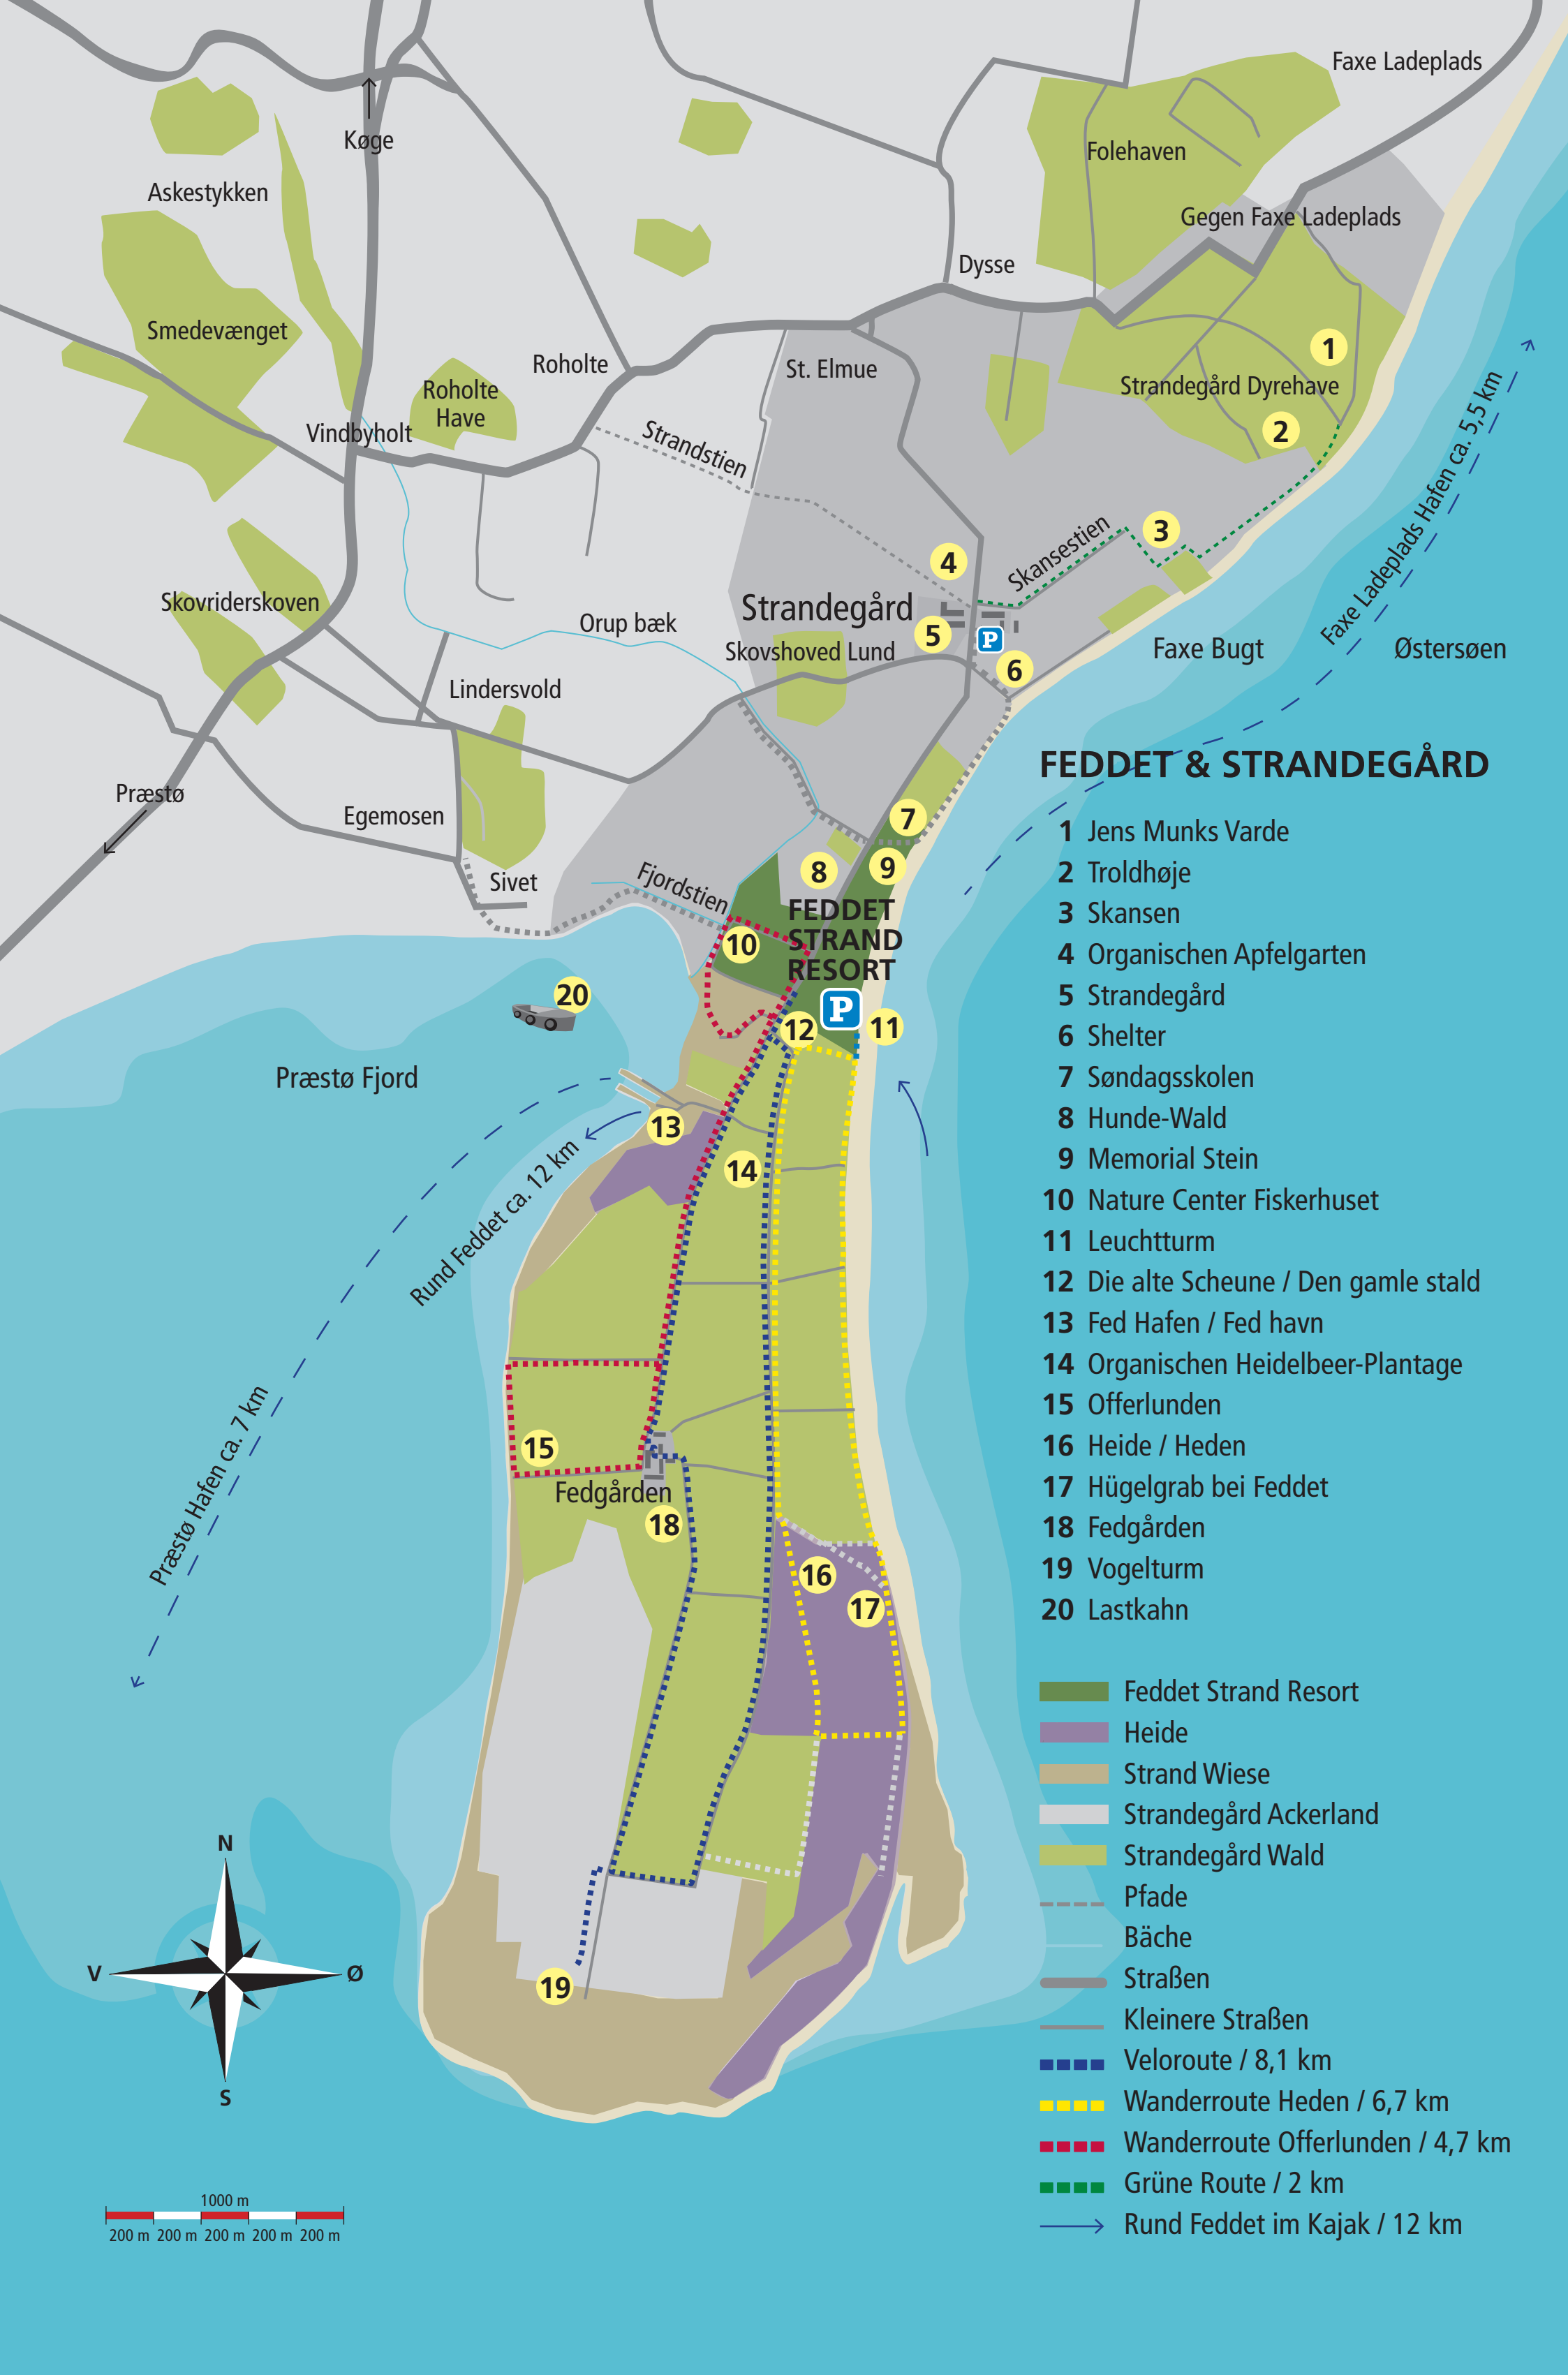 Faxe Ladeplads
Køge
Folehaven
Askestykken
Gegen Faxe Ladeplads
Dysse
Smedevænget
Roholte
St. Elmue
1
Roholte
Have
Strandegård Dyrehave
Vindbyholt
Strandstien
2
Faxe Ladeplads Hafen ca. 5,5 km
3
Skansestien
4
Skovriderskoven
Strandegård
Orup bæk
5
P
Skovshoved Lund
Faxe Bugt
Østersøen
6
Lindersvold
Præstø
Egemosen
7
8
9
Sivet
Fjordstien
FEDDET
STRAND
RESORT
10
20
P
12
11
Præstø Fjord
13
Rund Feddet ca. 12 km
14
Præstø Hafen ca. 7 km
15
Fedgården
18
16
17
19
FEDDET & STRANDEGÅRD
1 Jens Munks Varde
2 Troldhøje
3 Skansen
4 Organischen Apfelgarten
5 Strandegård
6 Shelter
7 Søndagsskolen
8 Hunde-Wald
9 Memorial Stein
10 Nature Center Fiskerhuset
11 Leuchtturm
12 Die alte Scheune / Den gamle stald
13 Fed Hafen / Fed havn
14 Organischen Heidelbeer-Plantage
15 Offerlunden
16 Heide / Heden
17 Hügelgrab bei Feddet
18 Fedgården
19 Vogelturm
20 Lastkahn
Feddet Strand Resort
Heide
Strand Wiese
Strandegård Ackerland
Strandegård Wald
Pfade
Bäche
Straßen
Kleinere Straßen
Veloroute / 8,1 km
Wanderroute Heden / 6,7 km
Wanderroute Offerlunden / 4,7 km
Grüne Route / 2 km
Rund Feddet im Kajak / 12 km
N
V
Ø
S
1000 m
200 m 200 m 200 m 200 m 200 m